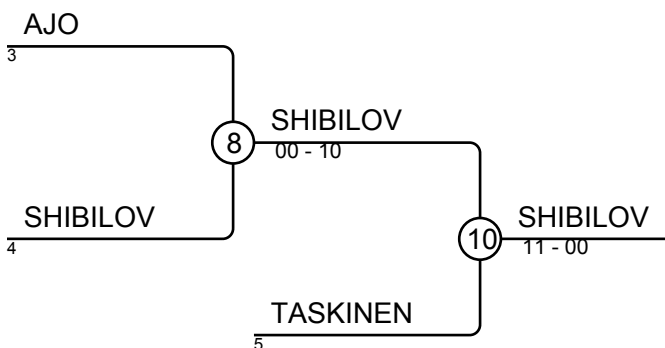 AJO
3
8
SHIBILOV
00 - 10
SHIBILOV
4
10
SHIBILOV
11 - 00
TASKINEN
5